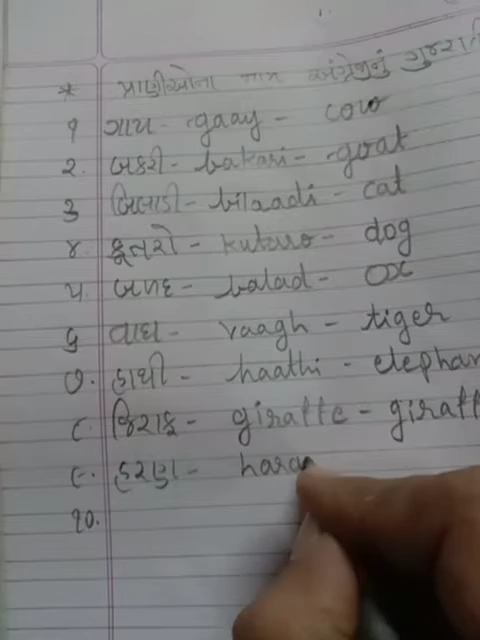 * પ્રાણીઓના નામ અંગ્રેજીનું ગુજરાતી
૧ ગાય - gaay - cow
૨. બકરી - bakari - goat
૩ બિલાડી - bilaadi - cat
૪. કૂતરો - kutaro - dog
૫. બળદ - balad - ox
૬ વાઘ - vaagh - tiger
૭. હાથી - haathi - elephan
૮. જિરાફ - giraffe - giraff
૯. હરણ - haran
૧૦.